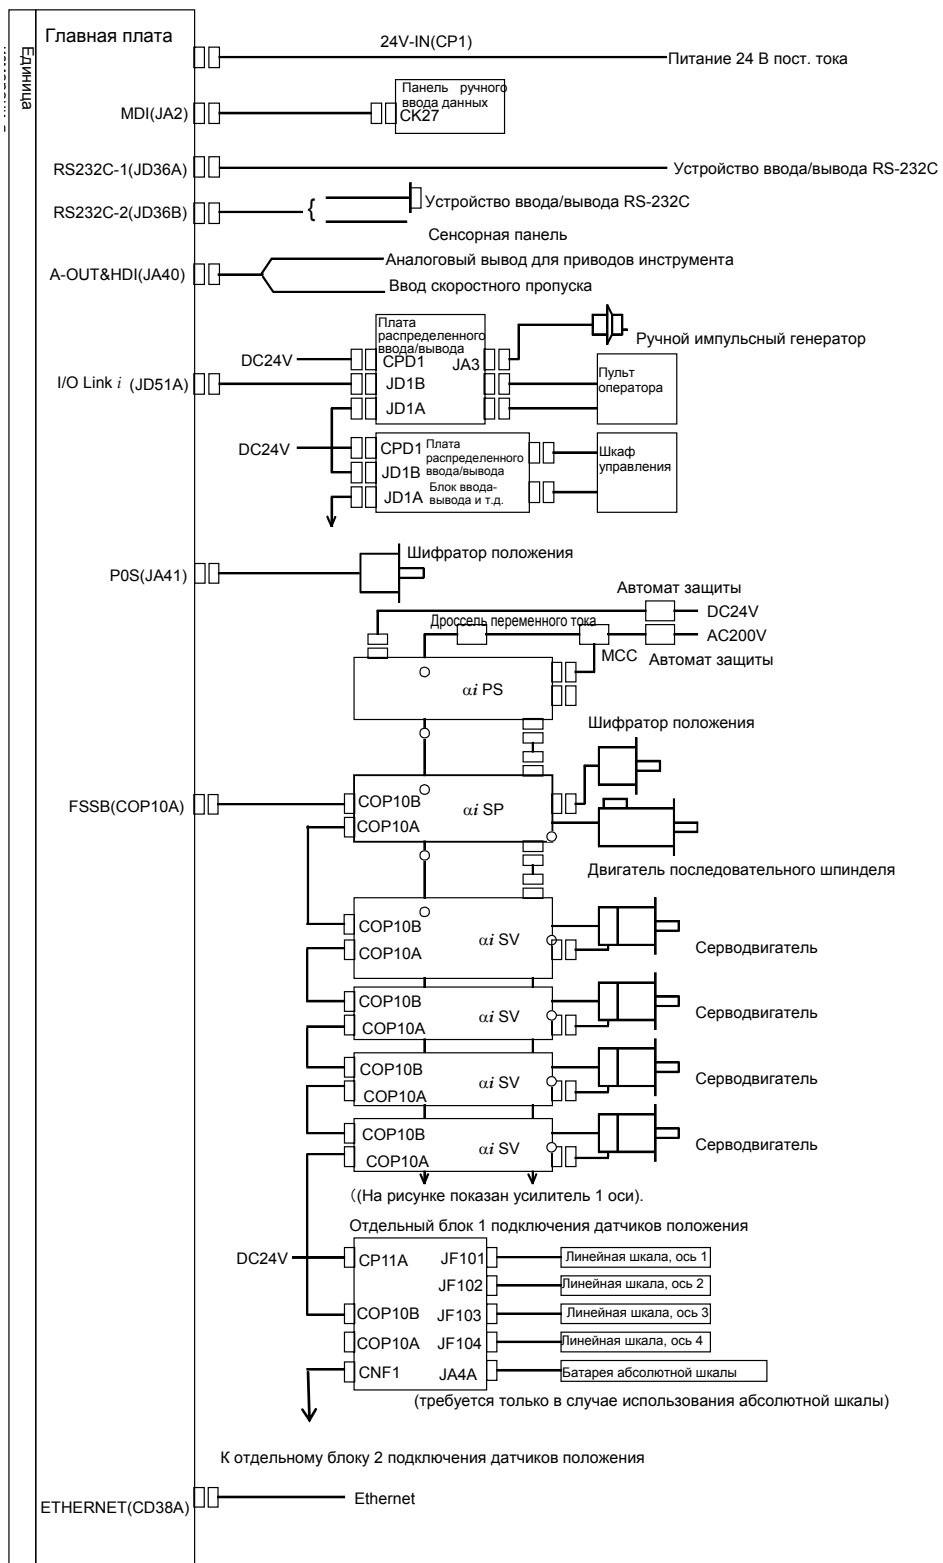 Единица
Главная плата
24V-IN(CP1)
Питание 24 В пост. тока
MDI(JA2)
Панель ручного
ввода данных
CK27
RS232C-1(JD36A)
Устройство ввода/вывода RS-232C
RS232C-2(JD36B)
{
Устройство ввода/вывода RS-232C
Сенсорная панель
A-OUT&HDI(JA40)
Аналоговый вывод для приводов инструмента
Ввод скоростного пропуска
Плата
распределенного
ввода/вывода
Ручной импульсный генератор
DC24V
CPD1
JA3
I/O Link i (JD51A)
JD1B
JD1A
Пульт
оператора
DC24V
CPD1
Плата
распределенного
JD1B
ввода/вывода
JD1A
Блок ввода-
вывода и т.д.
Шкаф
управления
P0S(JA41)
Шифратор положения
Автомат защиты
DC24V
Дроссель переменного тока
AC200V
MCC
Автомат защиты
αi PS
Шифратор положения
FSSB(COP10A)
COP10B
COP10A
αi SP
Двигатель последовательного шпинделя
COP10B
COP10A
αi SV
Серводвигатель
COP10B
COP10A
αi SV
Серводвигатель
COP10B
COP10A
αi SV
Серводвигатель
COP10B
COP10A
αi SV
Серводвигатель
((На рисунке показан усилитель 1 оси).
Отдельный блок 1 подключения датчиков положения
DC24V
CP11A
JF101
Линейная шкала, ось 1
JF102
Линейная шкала, ось 2
COP10B
JF103
Линейная шкала, ось 3
COP10A
JF104
Линейная шкала, ось 4
CNF1
JA4A
Батарея абсолютной шкалы
(требуется только в случае использования абсолютной шкалы)
К отдельному блоку 2 подключения датчиков положения
ETHERNET(CD38A)
Ethernet